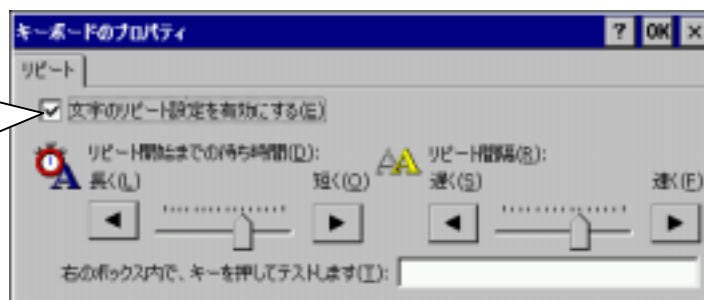 キーボードのプロパティ ? OK ×
リピート
文字のリピート設定を有効にする(E)
リピート開始までの待ち時間(D):
長く(L) 短く(O)
リピート間隔(R):
遅く(S) 速く(F)
右のボックス内で、キーを押してテストします(T):